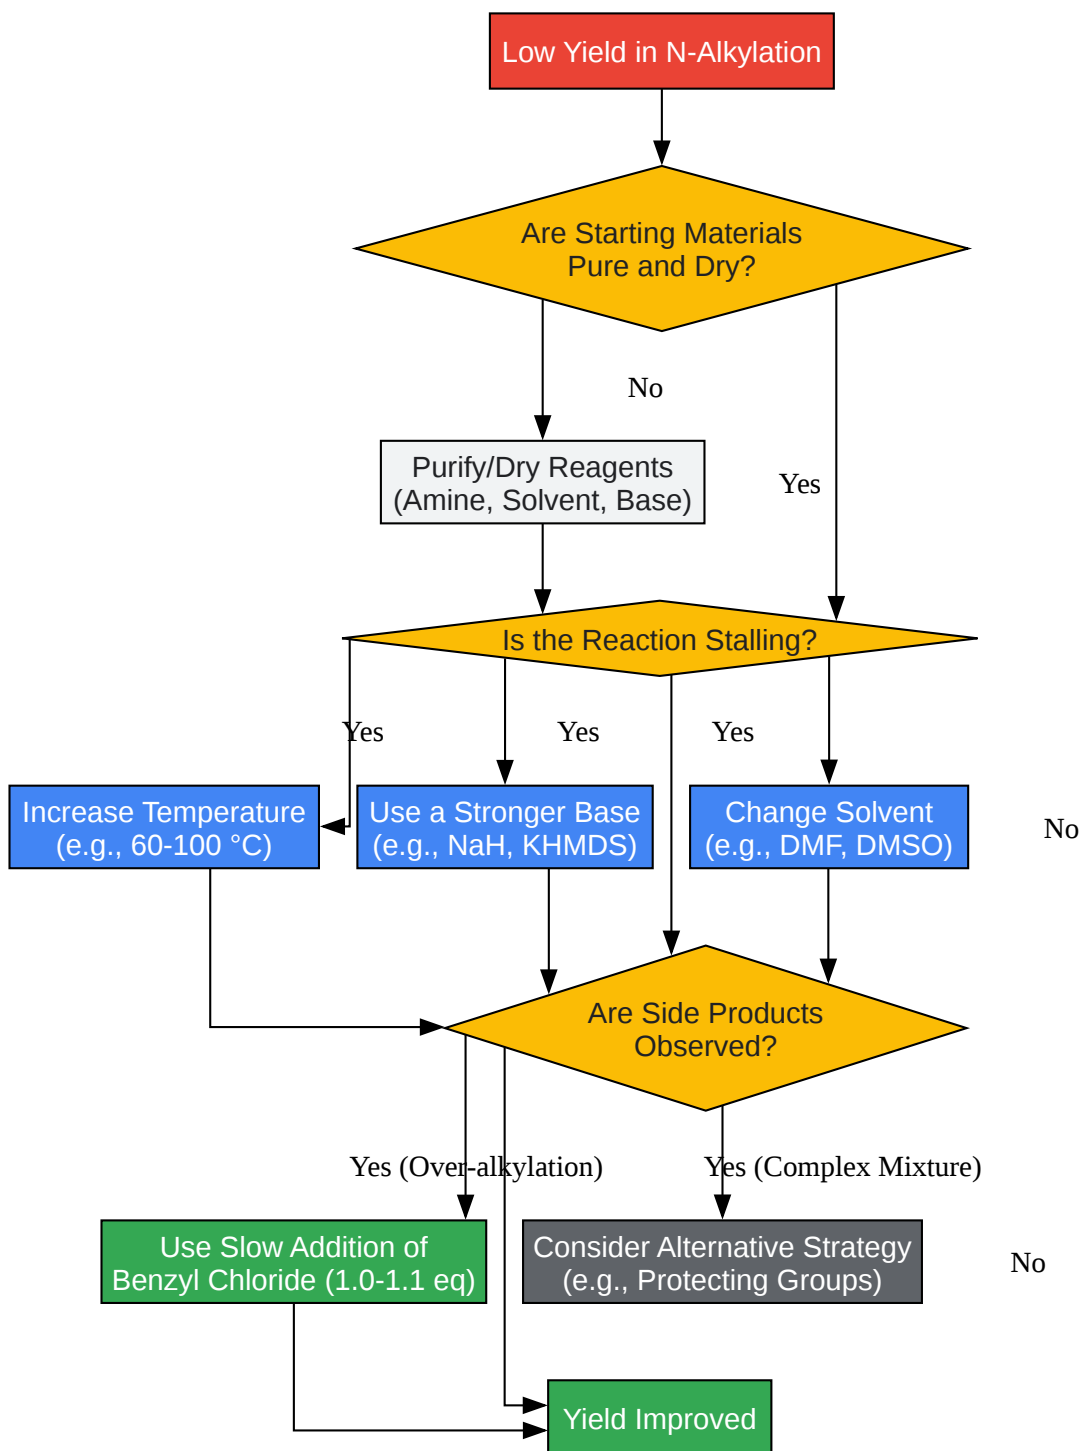 Low Yield in N-Alkylation
Are Starting Materials
Pure and Dry?
No
Purify/Dry Reagents
(Amine, Solvent, Base)
Yes
Is the Reaction Stalling?
Yes
Yes
Yes
Increase Temperature
(e.g., 60-100 °C)
Use a Stronger Base
(e.g., NaH, KHMDS)
Change Solvent
(e.g., DMF, DMSO)
No
Are Side Products
Observed?
Yes (Over-alkylation)
Yes (Complex Mixture)
Use Slow Addition of
Benzyl Chloride (1.0-1.1 eq)
Consider Alternative Strategy
(e.g., Protecting Groups)
No
Yield Improved